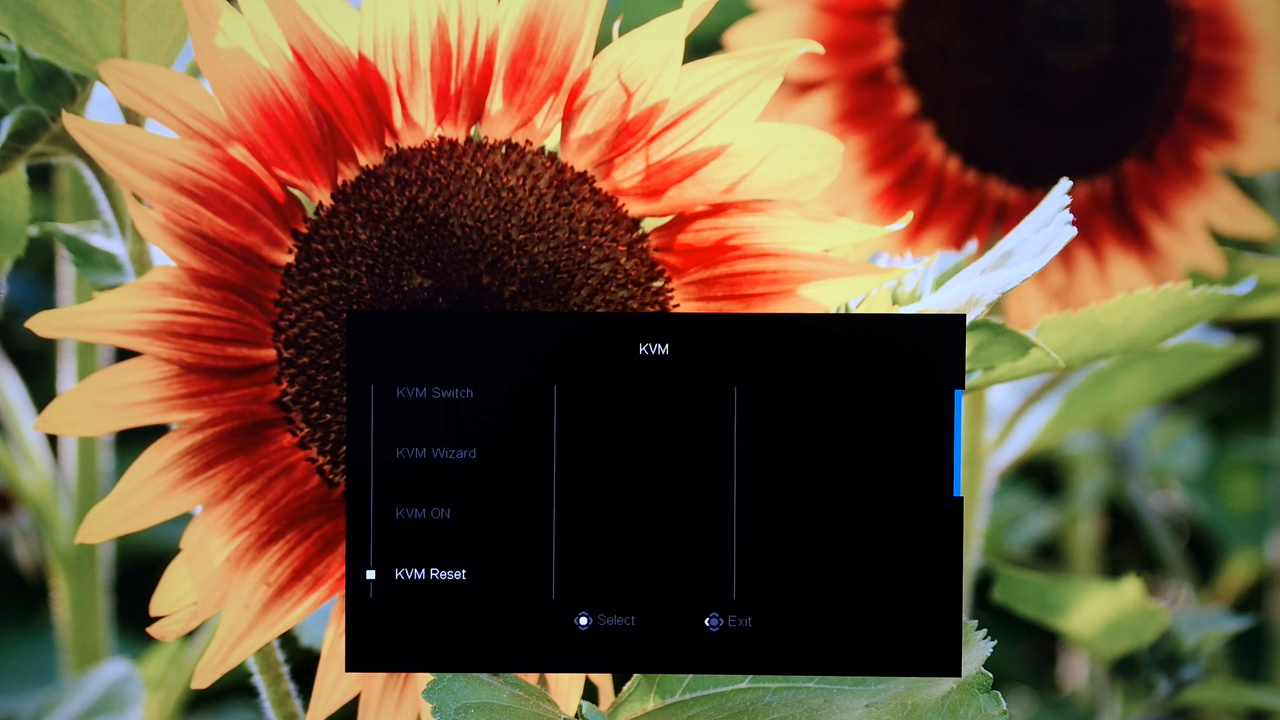 KVM
KVM Switch
KVM Wizard
KVM ON
KVM Reset
Select Exit